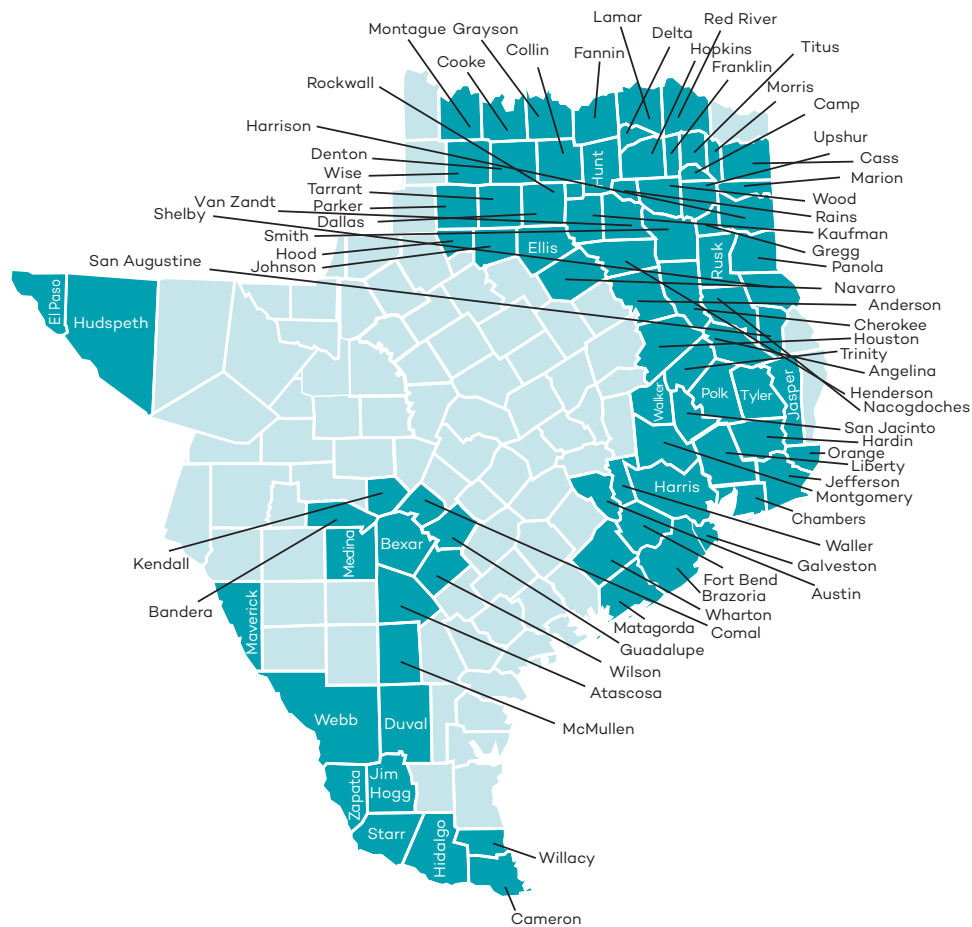 Lamar
Red River
Montague
Grayson
Delta
Collin
Hopkins
Titus
Cooke
Fannin
Franklin
Rockwall
Morris
Camp
Harrison
Upshur
Denton
Hunt
Cass
Wise
Marion
Tarrant
Wood
Van Zandt
Parker
Rains
Shelby
Dallas
Kaufman
Smith
Gregg
Hood
Ellis
Rusk
San Augustine
Johnson
Panola
Navarro
El Paso
Hudspeth
Anderson
Cherokee
Houston
Trinity
Angelina
Henderson
Nacogdoches
Walker
Polk
Tyler
Jasper
San Jacinto
Hardin
Orange
Liberty
Jefferson
Harris
Montgomery
Chambers
Medina
Bexar
Waller
Kendall
Galveston
Fort Bend
Austin
Brazoria
Bandera
Wharton
Maverick
Matagorda
Comal
Guadalupe
Wilson
Atascosa
Webb
Duval
McMullen
Zapata
Jim
Hogg
Starr
Hidalgo
Willacy
Cameron